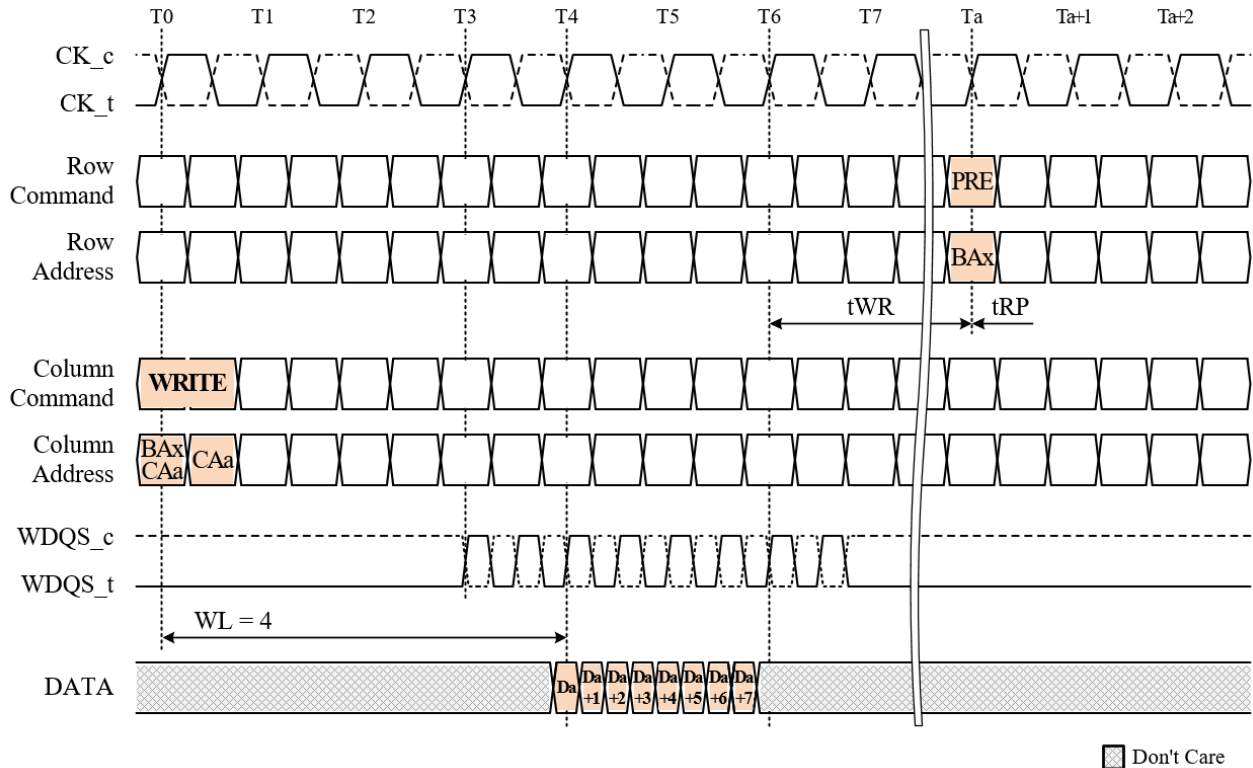 T0 T1 T2 T3 T4 T5 T6 T7 Ta Ta+1 Ta+2
CK_c
CK_t
Row
Command
PRE
Row
Address
BAx
tWR tRP
Column
Command
WRITE
Column
Address
BAx
CAa
CAa
WDQS_c
WDQS_t
WL = 4
DATA
Da
Da
+1
Da
+2
Da
+3
Da
+4
Da
+5
Da
+6
Da
+7
Don't Care